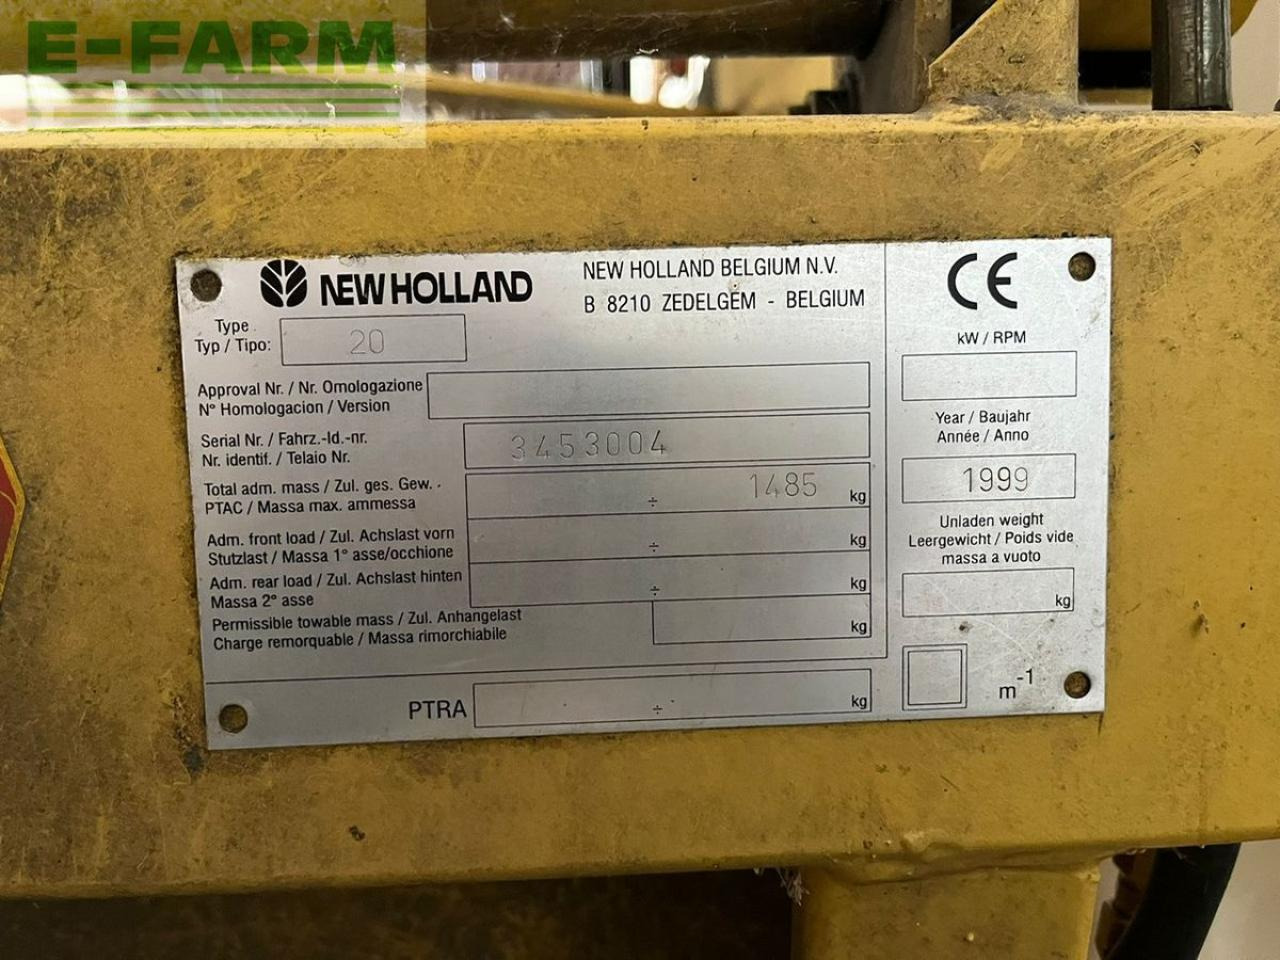 E-FARM
NEW HOLLAND
NEW HOLLAND BELGIUM N.V.
B 8210 ZEDELGEM - BELGIUM
Type
Typ / Tipo:
20
Approval Nr. / Nr. Omologazione
N° Homologacion / Version
Serial Nr. / Fahrz.-Id.-nr.
Nr. identif. / Telaio Nr.
3453004
Total adm. mass / Zul. ges. Gew. .
PTAC / Massa max. ammessa
÷ 1485 kg
Adm. front load / Zul. Achslast vorn
Stutzlast / Massa 1° asse/occhione
÷ kg
Adm. rear load / Zul. Achslast hinten
Massa 2° asse
÷ kg
Permissible towable mass / Zul. Anhangelast
Charge remorquable / Massa rimorchiabile
kg
PTRA ÷ kg
CE
kW / RPM
Year / Baujahr
Année / Anno
1999
Unladen weight
Leergewicht / Poids vide
massa a vuoto
kg
m-1